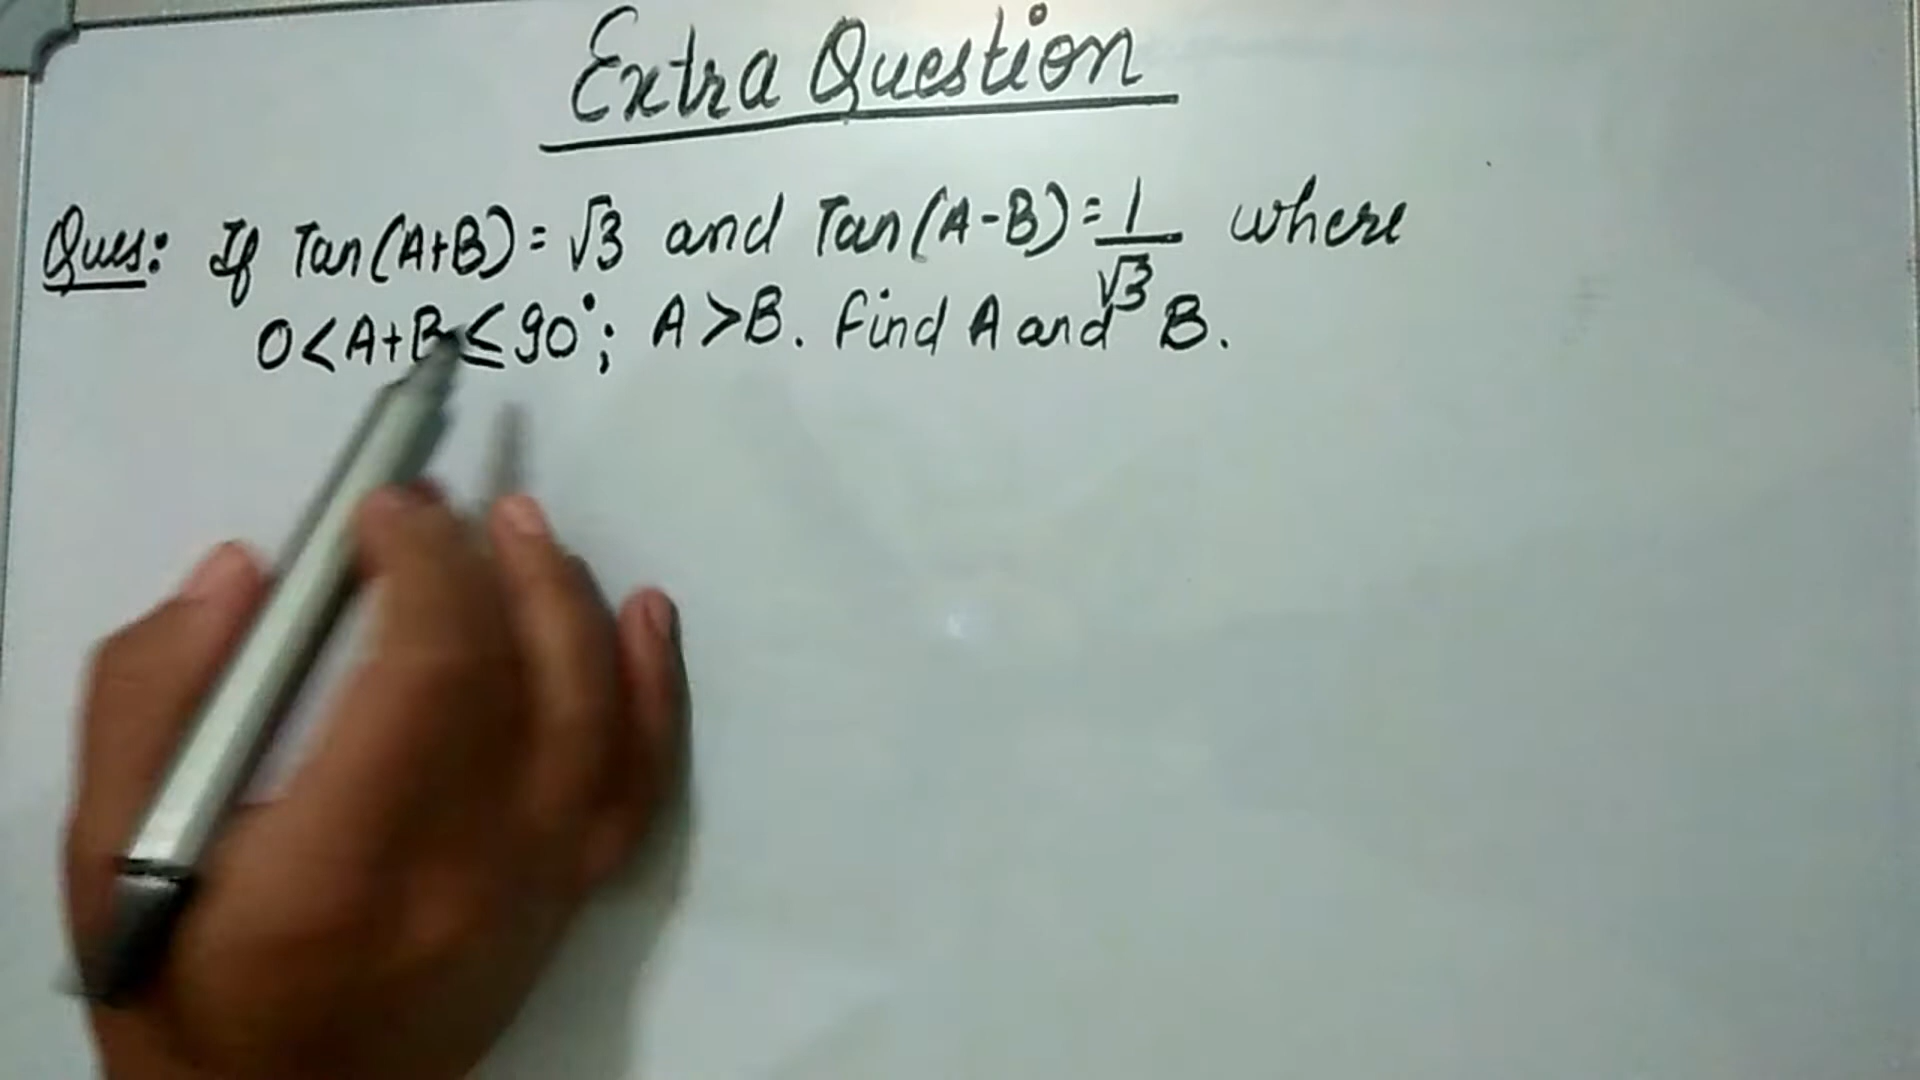 Extra Question
Ques: If Tan(A+B)=√3 and Tan(A-B)=1/√3 where
0<A+B≤90°; A>B. Find A and B.